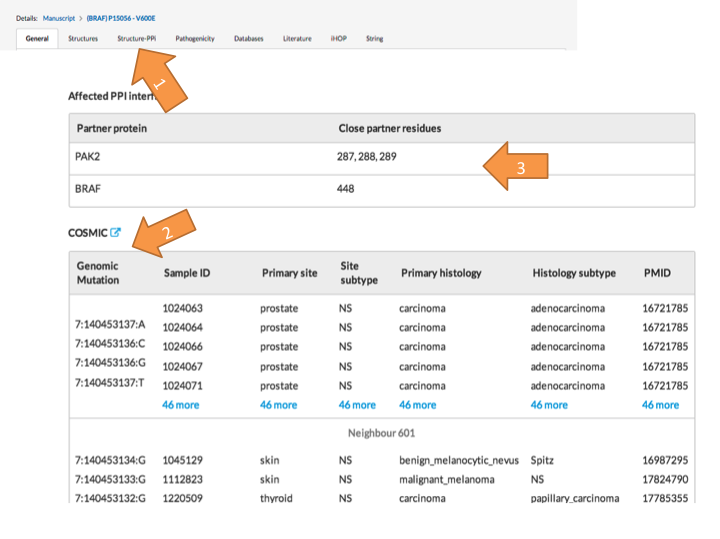 Details: Manuscript > (BRAF) P15056 - V600E
General Structures Structure-PPi Pathogenicity Databases Literature iHOP String
1
Affected PPI
Partner protein Close partner residues
PAK2 287, 288, 289
3
BRAF 448
COSMIC
2
Genomic Mutation Sample ID Primary site Site subtype Primary histology Histology subtype PMID
1024063 prostate NS carcinoma adenocarcinoma 16721785
7:140453137:A 1024064 prostate NS carcinoma adenocarcinoma 16721785
7:140453136:C 1024066 prostate NS carcinoma adenocarcinoma 16721785
7:140453136:G 1024067 prostate NS carcinoma adenocarcinoma 16721785
7:140453137:T 1024071 prostate NS carcinoma adenocarcinoma 16721785
46 more 46 more 46 more 46 more 46 more 46 more
Neighbour 601
7:140453134:G 1045129 skin NS benign_melanocytic_nevus Spitz 16987295
7:140453133:G 1112823 skin NS malignant_melanoma NS 17824790
7:140453132:G 1220509 thyroid NS carcinoma papillary_carcinoma 17785355